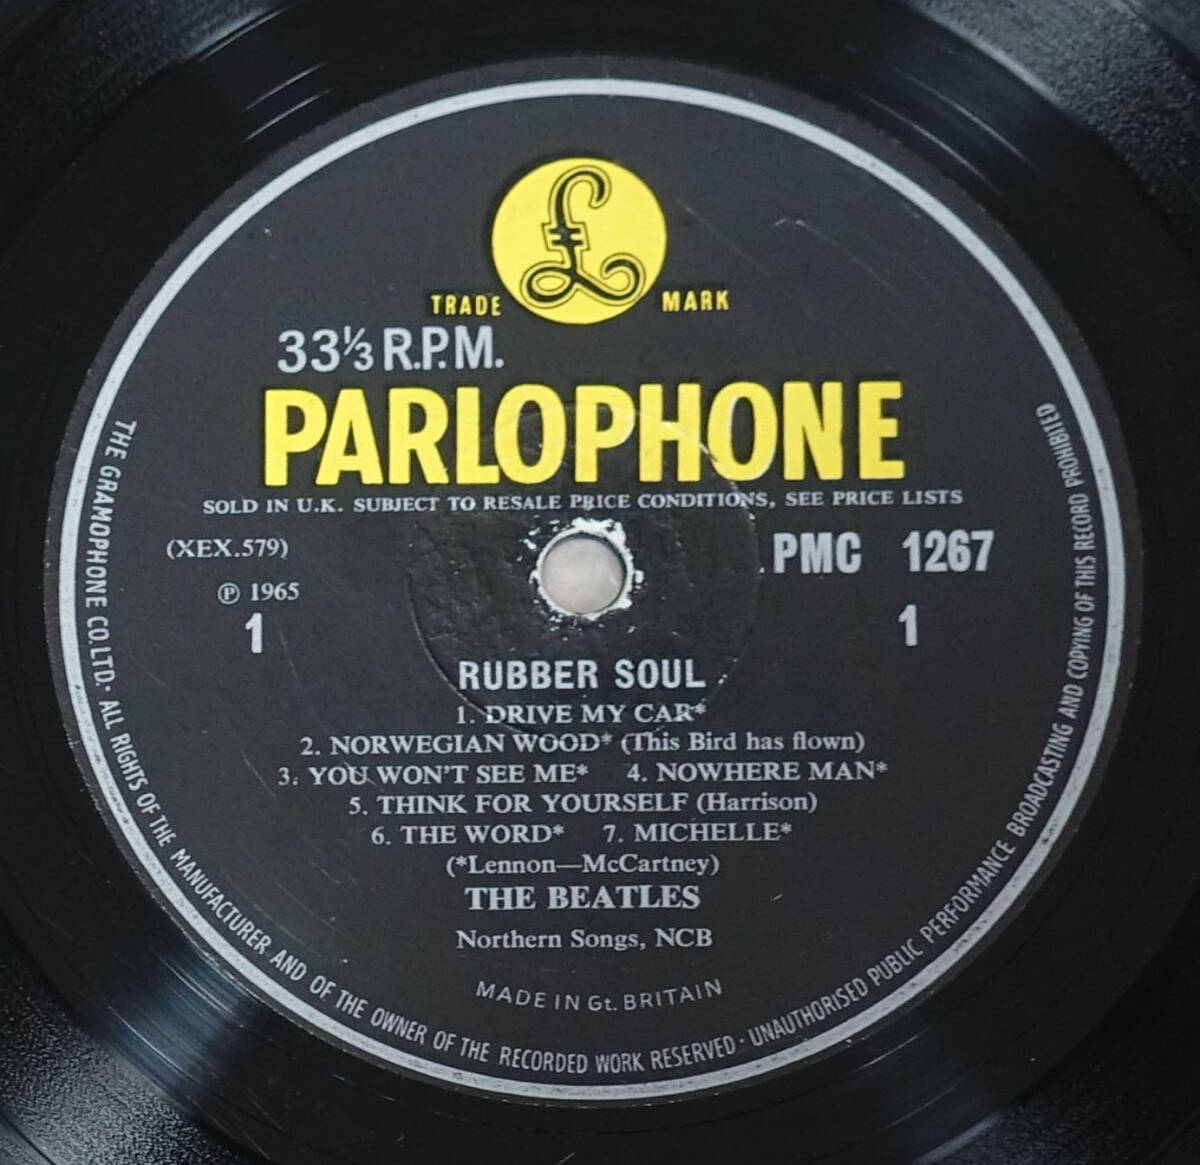 £
TRADE MARK
33⅓ R.P.M.
PARLOPHONE
SOLD IN U.K. SUBJECT TO RESALE PRICE CONDITIONS, SEE PRICE LISTS
(XEX.579)
PMC 1267
℗ 1965
1
1
RUBBER SOUL
1. DRIVE MY CAR*
2. NORWEGIAN WOOD* (This Bird has flown)
3. YOU WON'T SEE ME* 4. NOWHERE MAN*
5. THINK FOR YOURSELF (Harrison)
6. THE WORD* 7. MICHELLE*
(*Lennon—McCartney)
THE BEATLES
Northern Songs, NCB
MADE IN Gt. BRITAIN
THE GRAMOPHONE CO. LTD. · ALL RIGHTS OF THE MANUFACTURER AND OF THE OWNER OF THE RECORDED WORK RESERVED · UNAUTHORISED PUBLIC PERFORMANCE BROADCASTING AND COPYING OF THIS RECORD PROHIBITED